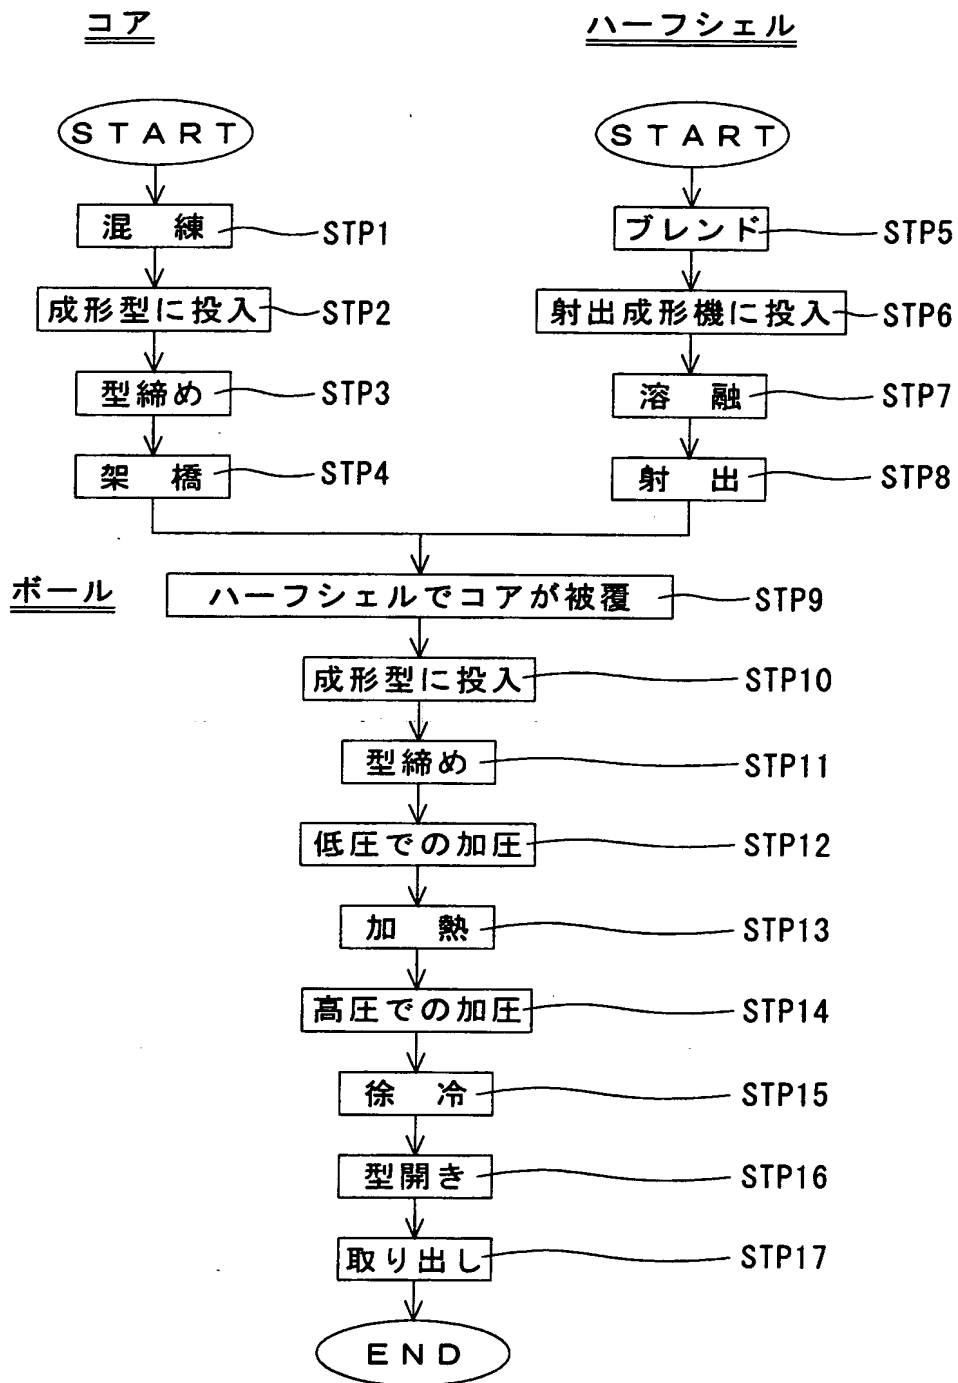 コア
START
混練 STP1
成形型に投入 STP2
型締め STP3
架橋 STP4
ハーフシェル
START
ブレンド STP5
射出成形機に投入 STP6
溶融 STP7
射出 STP8
ボール
ハーフシェルでコアが被覆 STP9
成形型に投入 STP10
型締め STP11
低圧での加圧 STP12
加熱 STP13
高圧での加圧 STP14
徐冷 STP15
型開き STP16
取り出し STP17
END